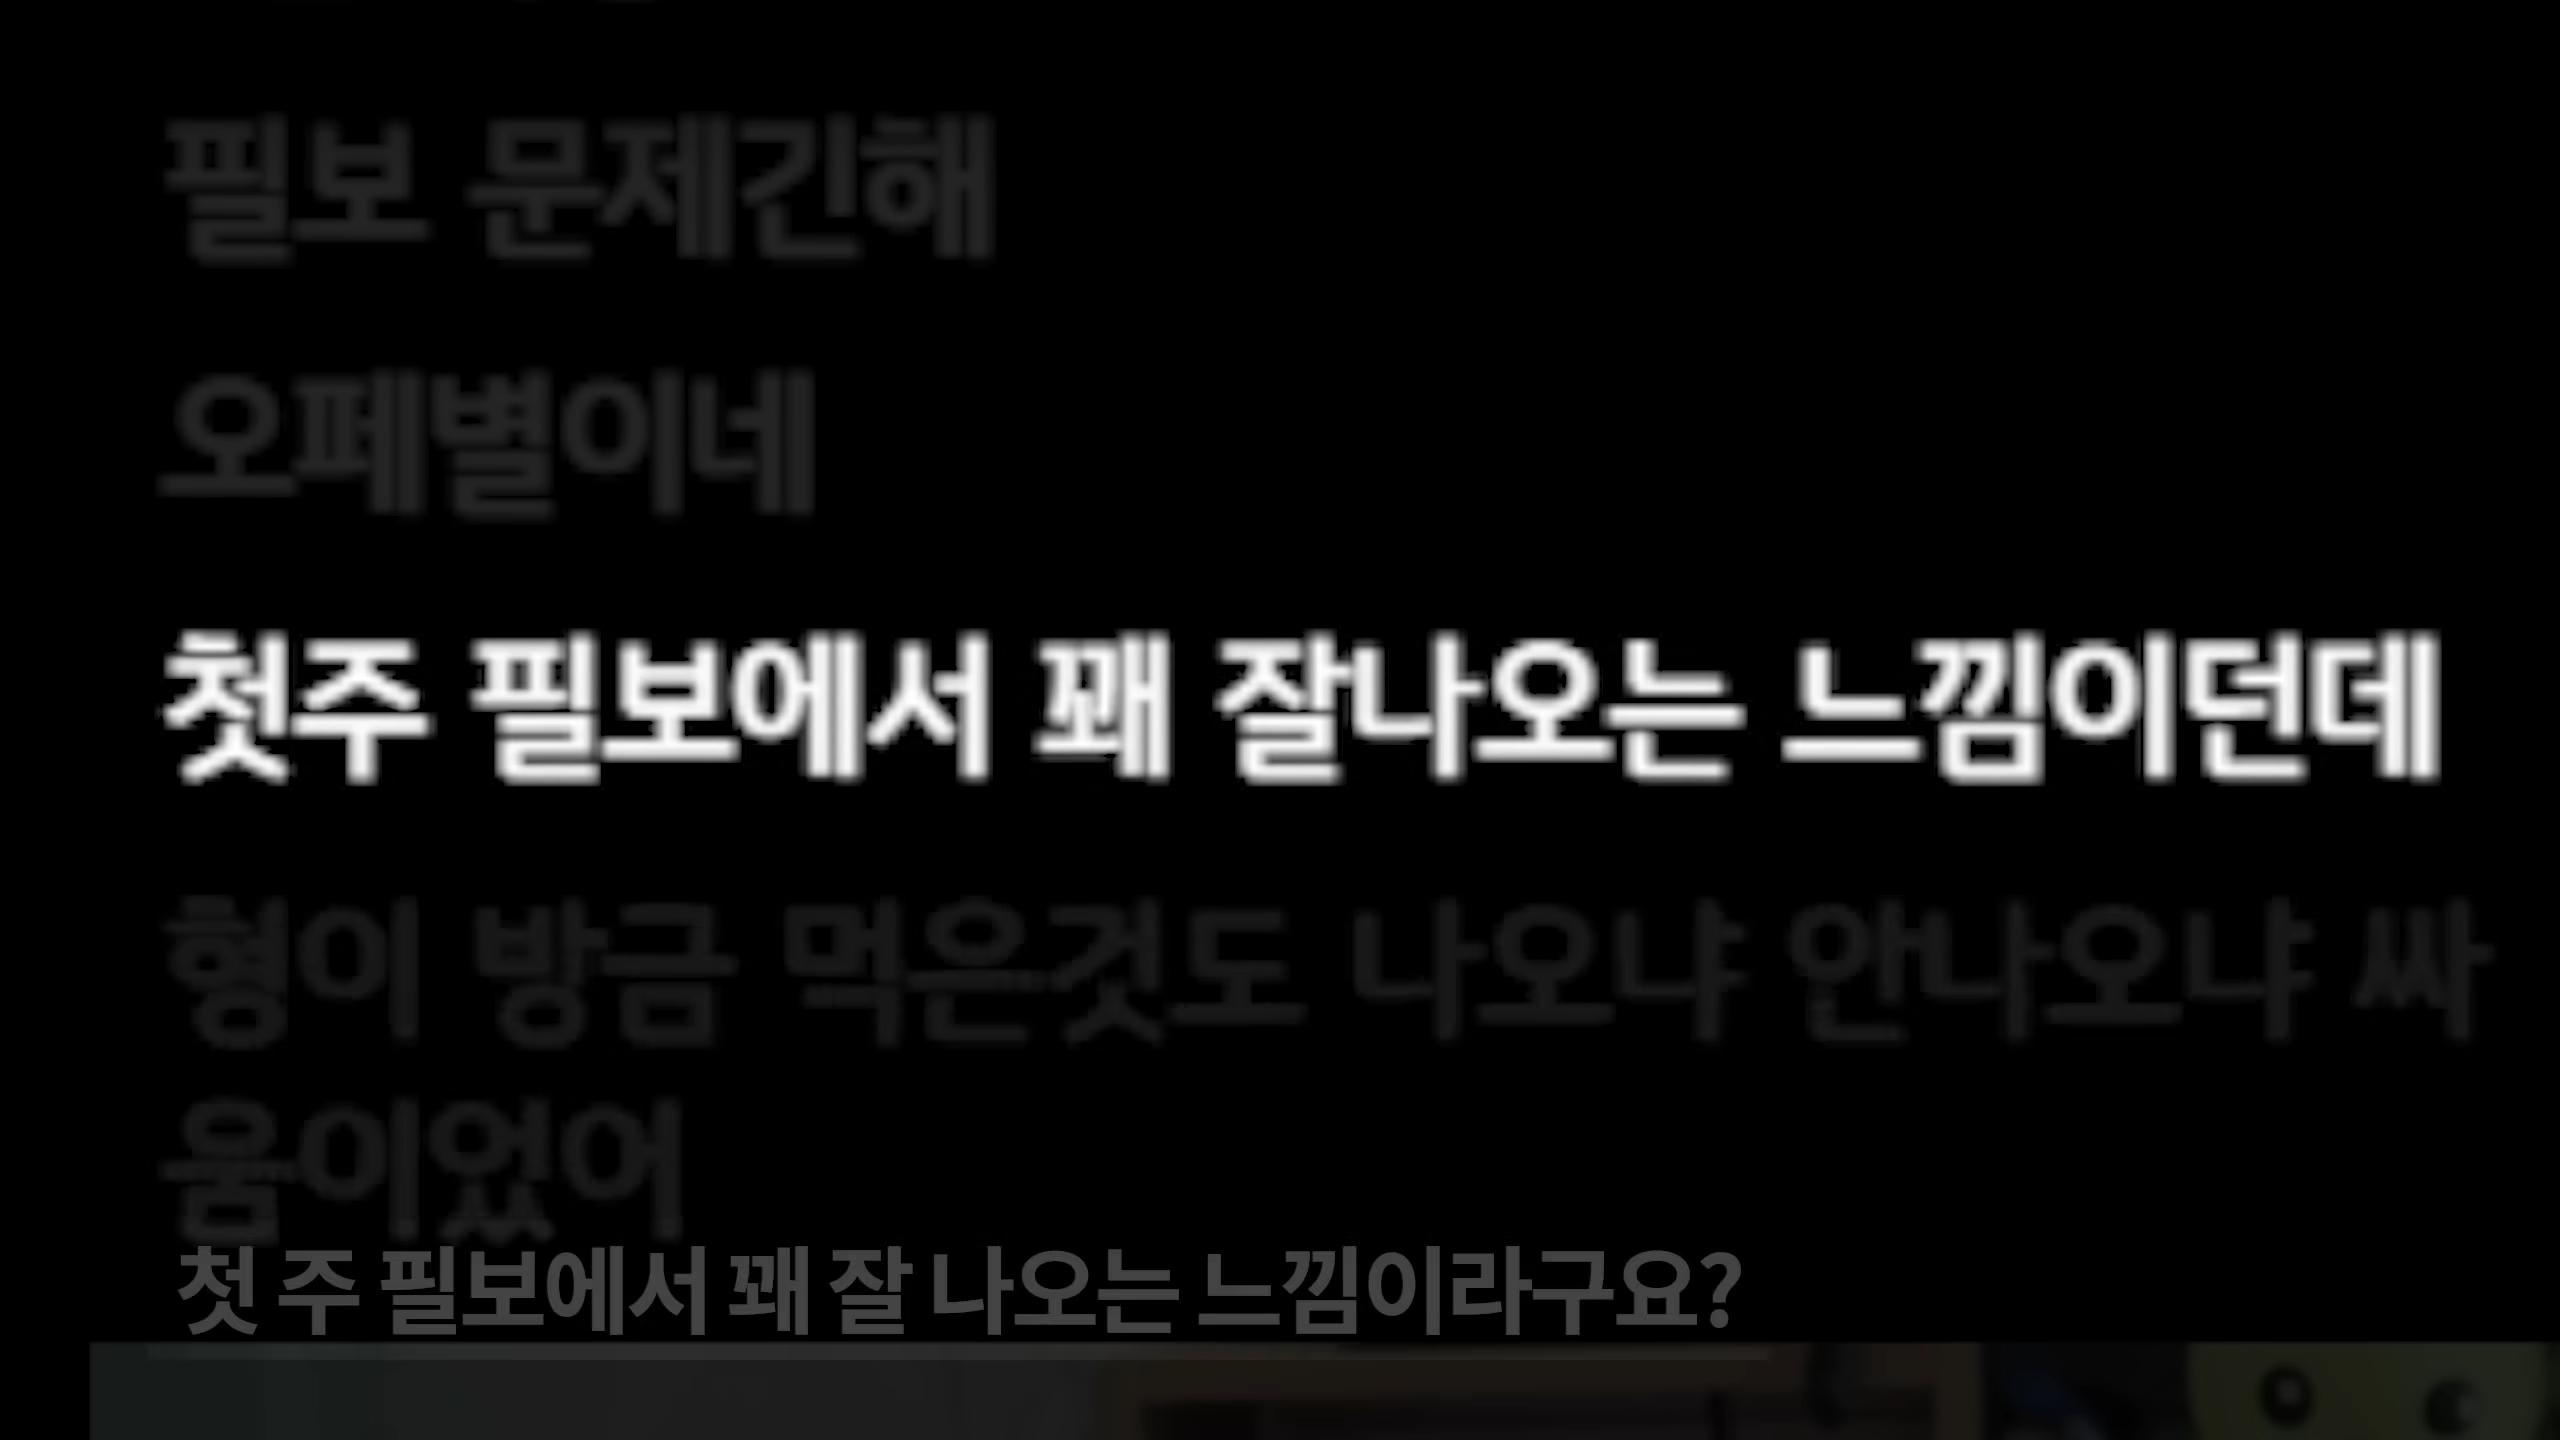 필보 문제긴해
오페별이네
첫주 필보에서 꽤 잘나오는 느낌이던데
형이 방금 먹은것도 나오냐 안나오냐 싸
움이었어
첫 주 필보에서 꽤 잘 나오는 느낌이라구요?